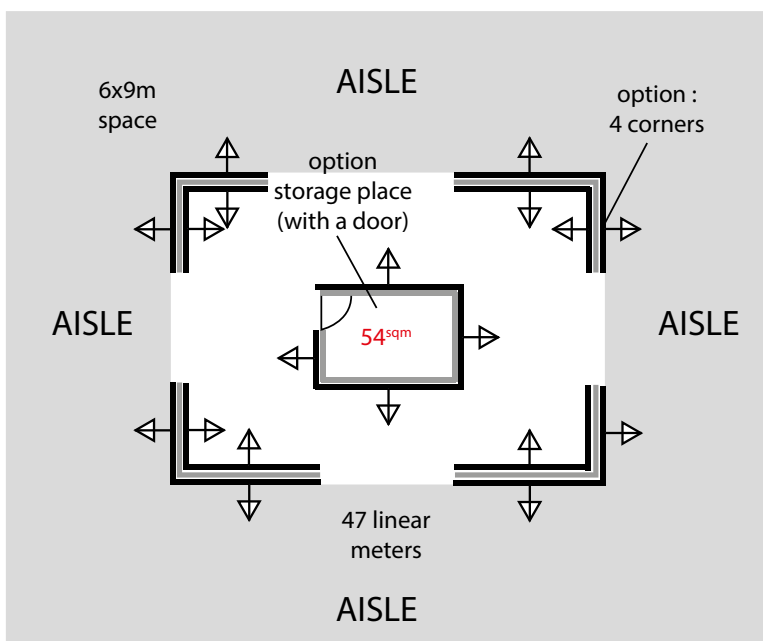 AISLE
6x9m
space
option :
4 corners
option
storage place
(with a door)
AISLE
54sqm
AISLE
47 linear
meters
AISLE